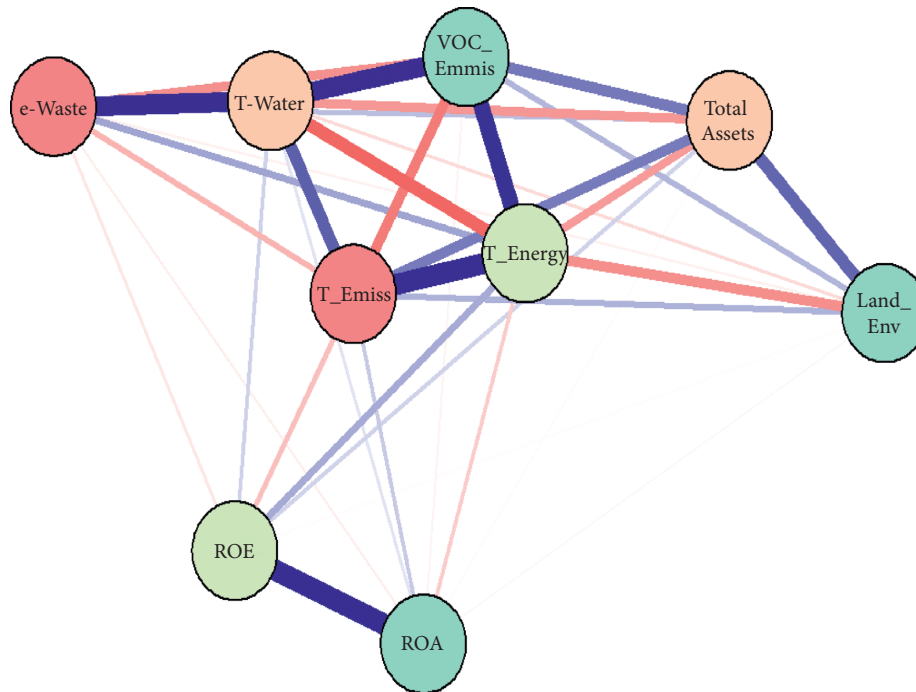 VOC_
Emmis
e-Waste
T-Water
Total
Assets
T_Energy
T_Emiss
Land_
Env
ROE
ROA